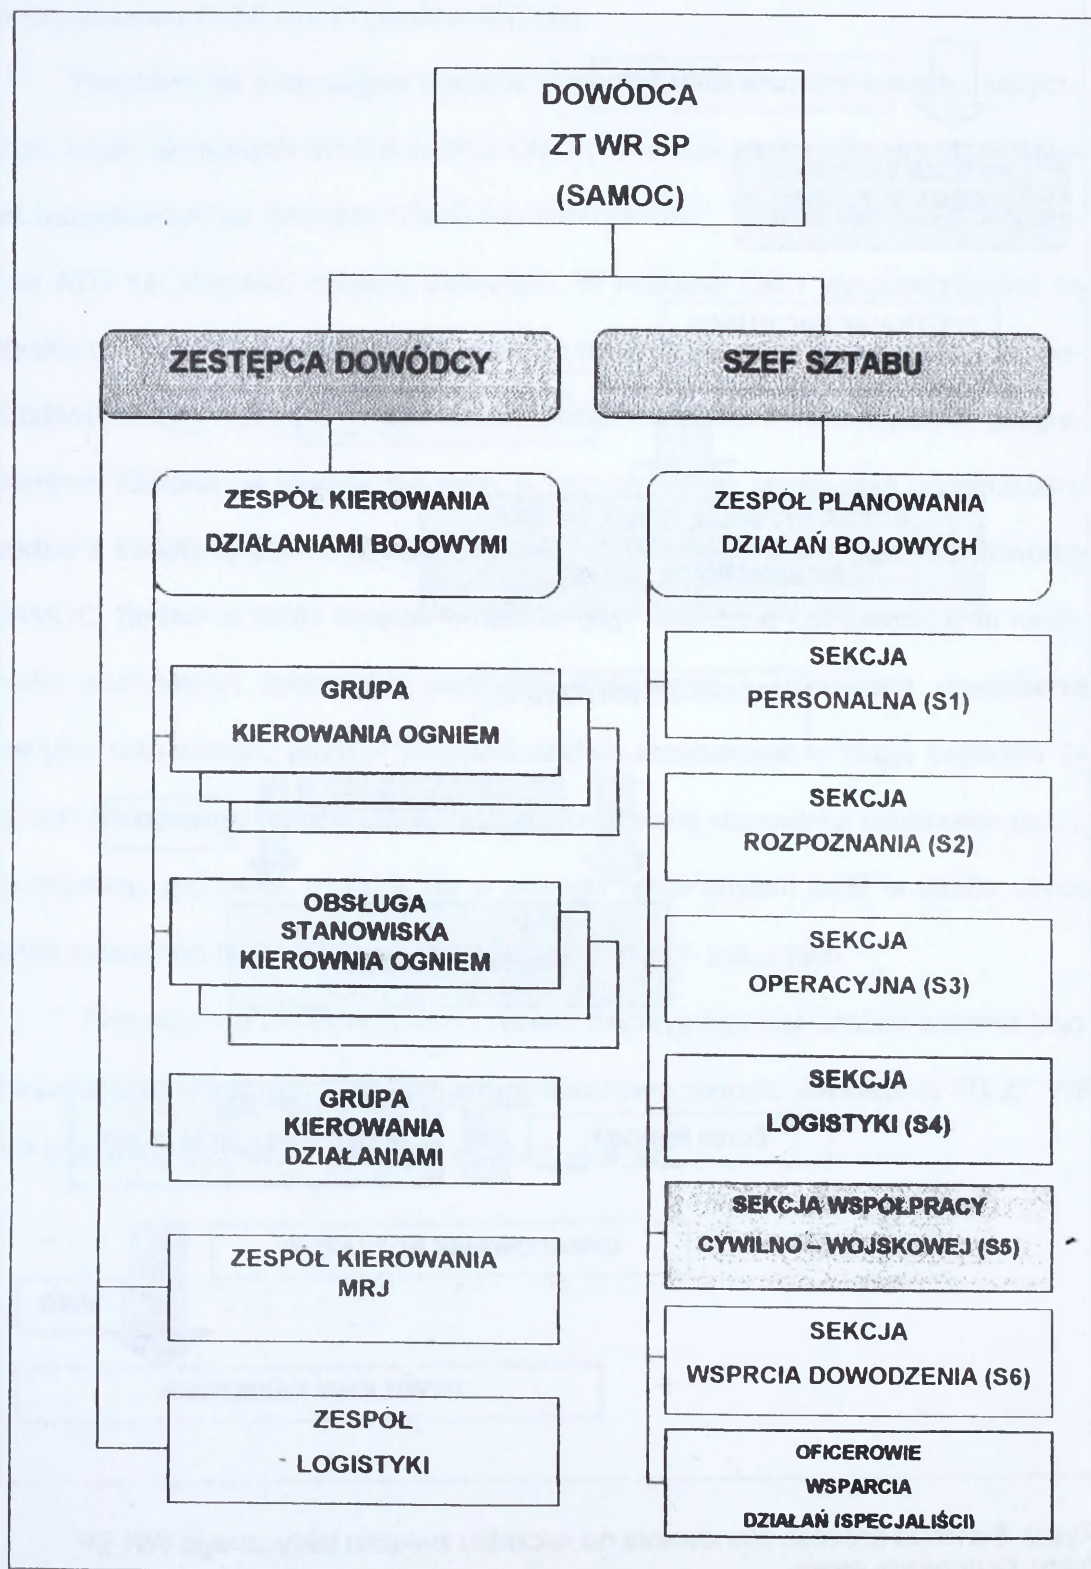 DOWÓDCA
ZT WR SP
(SAMOC)
ZESTĘPCA DOWÓDCY
SZEF SZTABU
ZESPÓŁ KIEROWANIA
DZIAŁANIAMI BOJOWYMI
ZESPÓŁ PLANOWANIA
DZIAŁAŃ BOJOWYCH
GRUPA
KIEROWANIA OGNIEM
OBSŁUGA
STANOWISKA
KIEROWNIA OGNIEM
GRUPA
KIEROWANIA
DZIAŁANIAMI
ZESPÓŁ KIEROWANIA
MRJ
ZESPÓŁ
LOGISTYKI
SEKCJA
PERSONALNA (S1)
SEKCJA
ROZPOZNANIA (S2)
SEKCJA
OPERACYJNA (S3)
SEKCJA
LOGISTYKI (S4)
SEKCJA WSPÓŁPRACY
CYWILNO – WOJSKOWEJ (S5)
SEKCJA
WSPRCIA DOWODZENIA (S6)
OFICEROWIE
WSPARCIA
DZIAŁAŃ (SPECJALIŚCI)